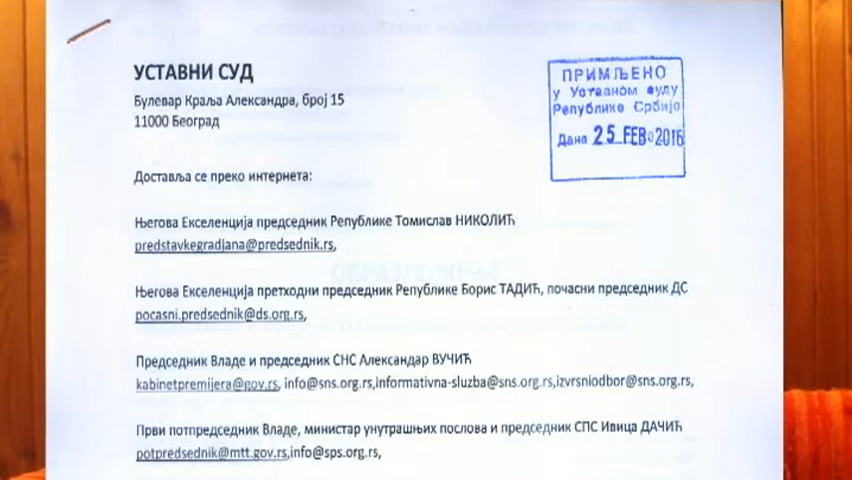 УСТАВНИ СУД
Булевар Краља Александра, број 15
11000 Београд
ПРИМЉЕНО
у Уставном суду
Републике Србије
Дана 25 FEB 2016
Доставља се преко интернета:
Његова Екселенција председник Републике Томислав НИКОЛИЋ
predstavkegradjana@predsednik.rs,
Његова Екселенција претходни председник Републике Борис ТАДИЋ, почасни председник ДС
pocasni.predsednik@ds.org.rs,
Председник Владе и председник СНС Александар ВУЧИЋ
kabinetpremijera@gov.rs, info@sns.org.rs,informativna-sluzba@sns.org.rs,izvrsniodbor@sns.org.rs,
Први потпредседник Владе, министар унутрашњих послова и председник СПС Ивица ДАЧИЋ
potpredsednik@mtt.gov.rs,info@sps.org.rs,